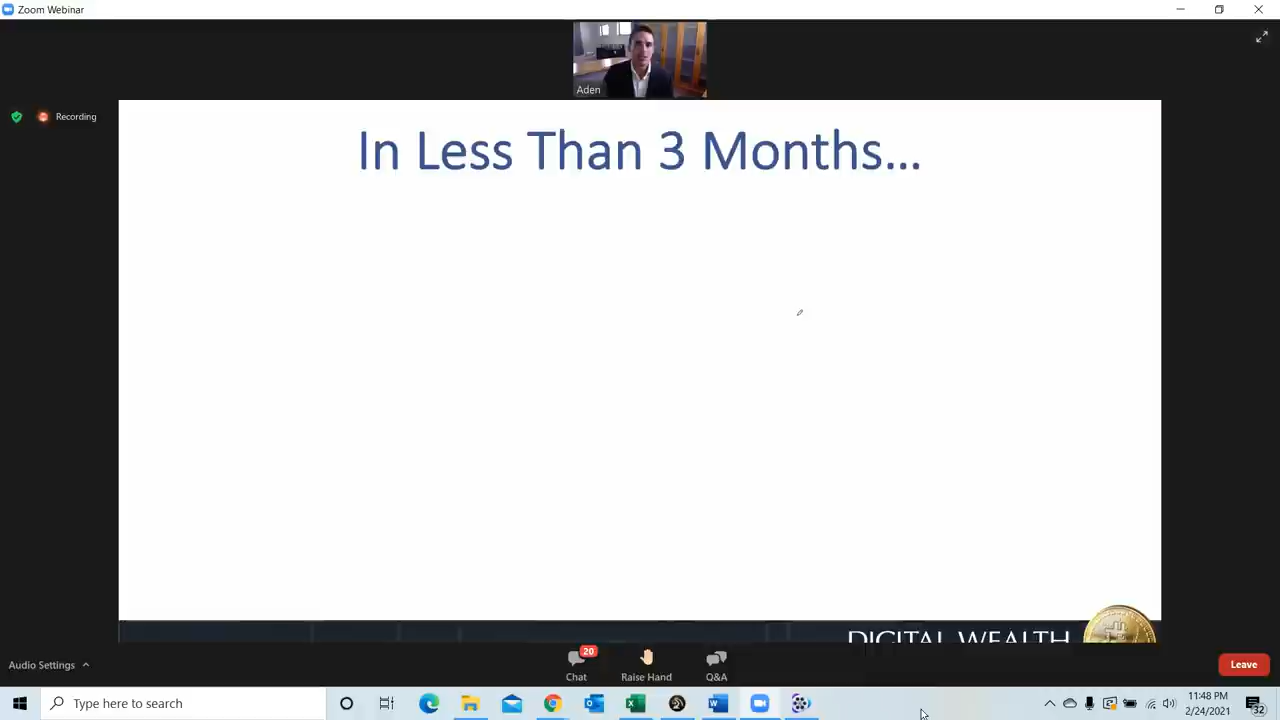 Zoom Webinar
Aden
Recording
In Less Than 3 Months...
DIGITAL WEALTH
Audio Settings
20
Chat
Raise Hand
Q&A
Leave
Type here to search
11:48 PM
2/24/2021
32